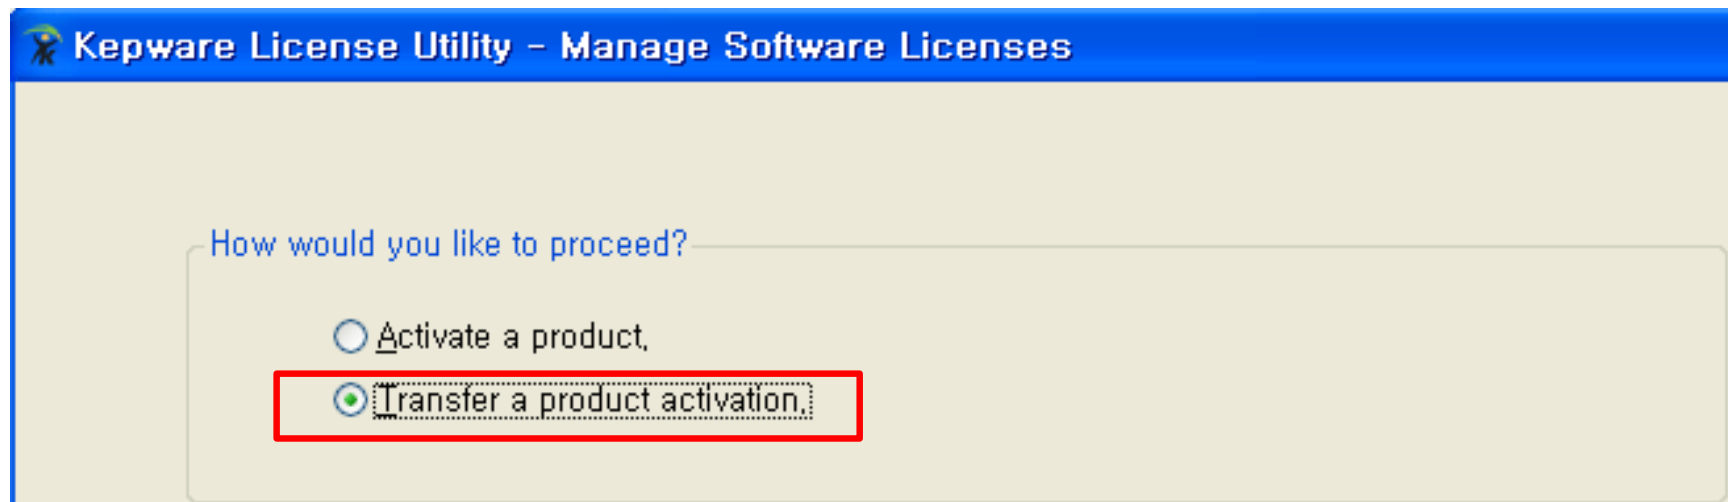 Kepware License Utility - Manage Software Licenses
How would you like to proceed?
Activate a product.
Transfer a product activation.